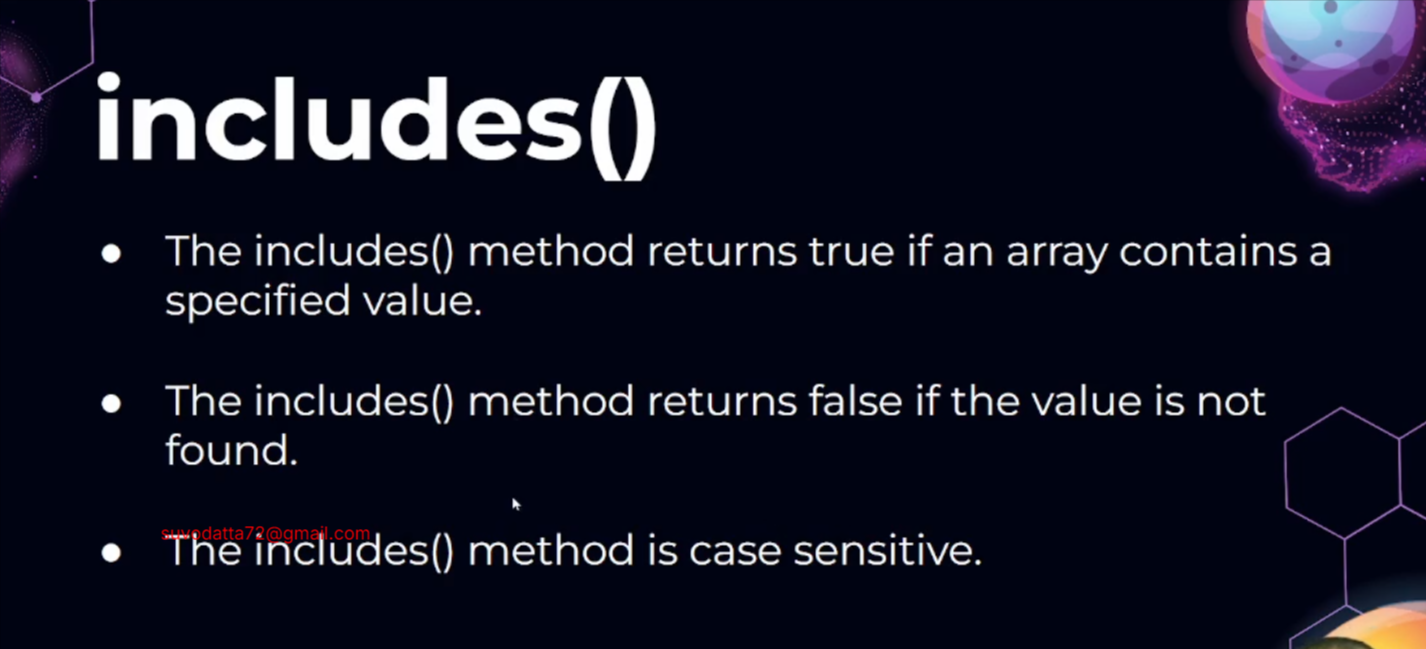 includes()
● The includes() method returns true if an array contains a
specified value.
● The includes() method returns false if the value is not
found.
suvodatta72@gmail.com
● The includes() method is case sensitive.